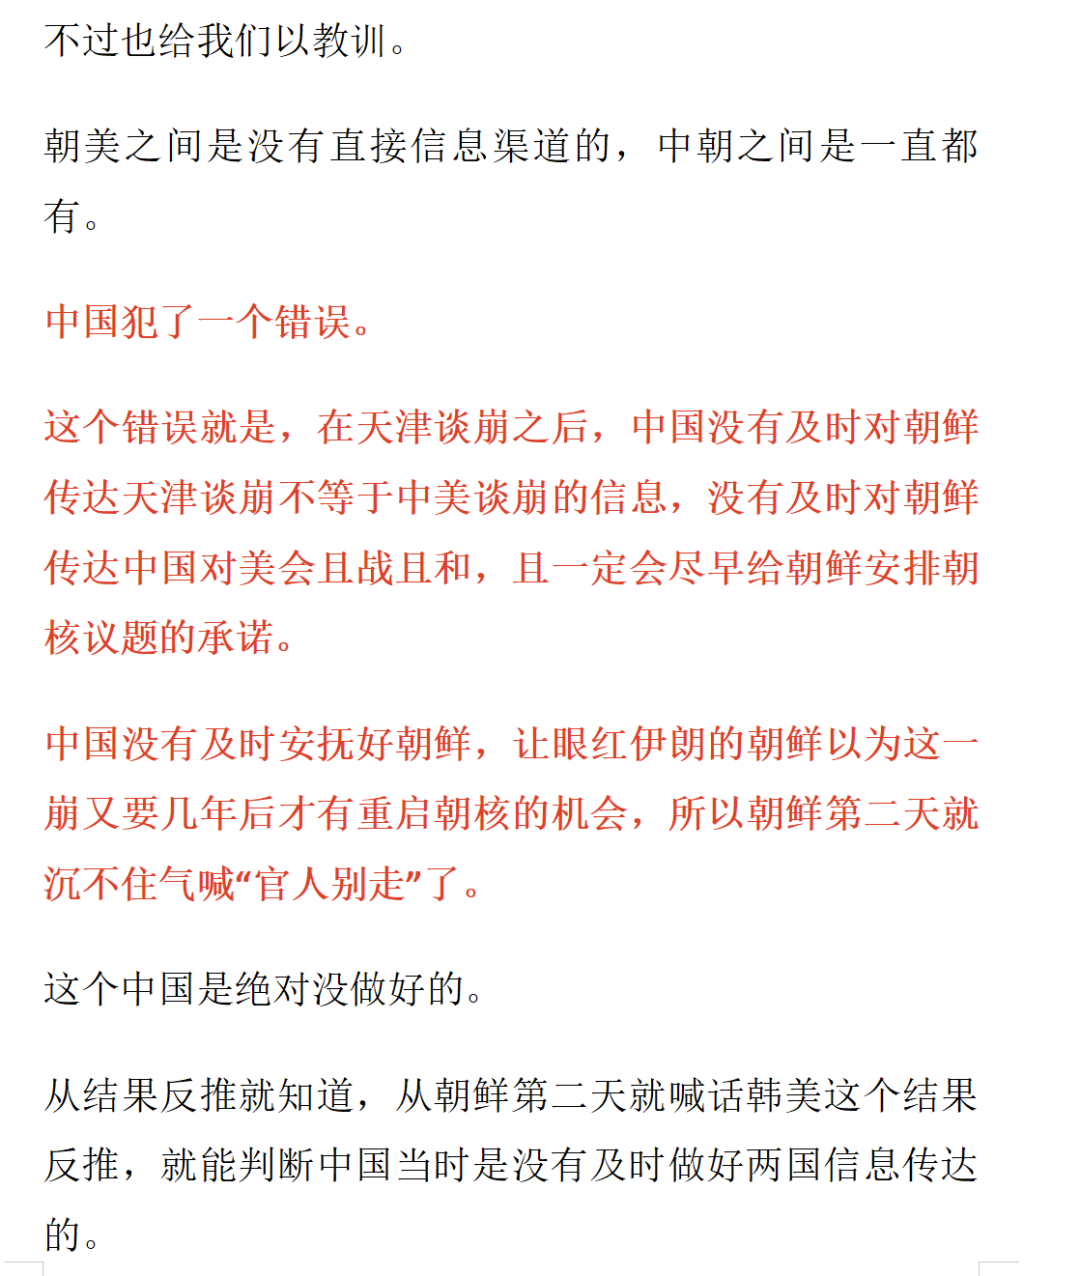 不过也给我们以教训。
朝美之间是没有直接信息渠道的，中朝之间是一直都
有。
中国犯了一个错误。
这个错误就是，在天津谈崩之后，中国没有及时对朝鲜
传达天津谈崩不等于中美谈崩的信息，没有及时对朝鲜
传达中国对美会且战且和，且一定会尽早给朝鲜安排朝
核议题的承诺。
中国没有及时安抚好朝鲜，让眼红伊朗的朝鲜以为这一
崩又要几年后才有重启朝核的机会，所以朝鲜第二天就
沉不住气喊“官人别走”了。
这个中国是绝对没做好的。
从结果反推就知道，从朝鲜第二天就喊话韩美这个结果
反推，就能判断中国当时是没有及时做好两国信息传达
的。